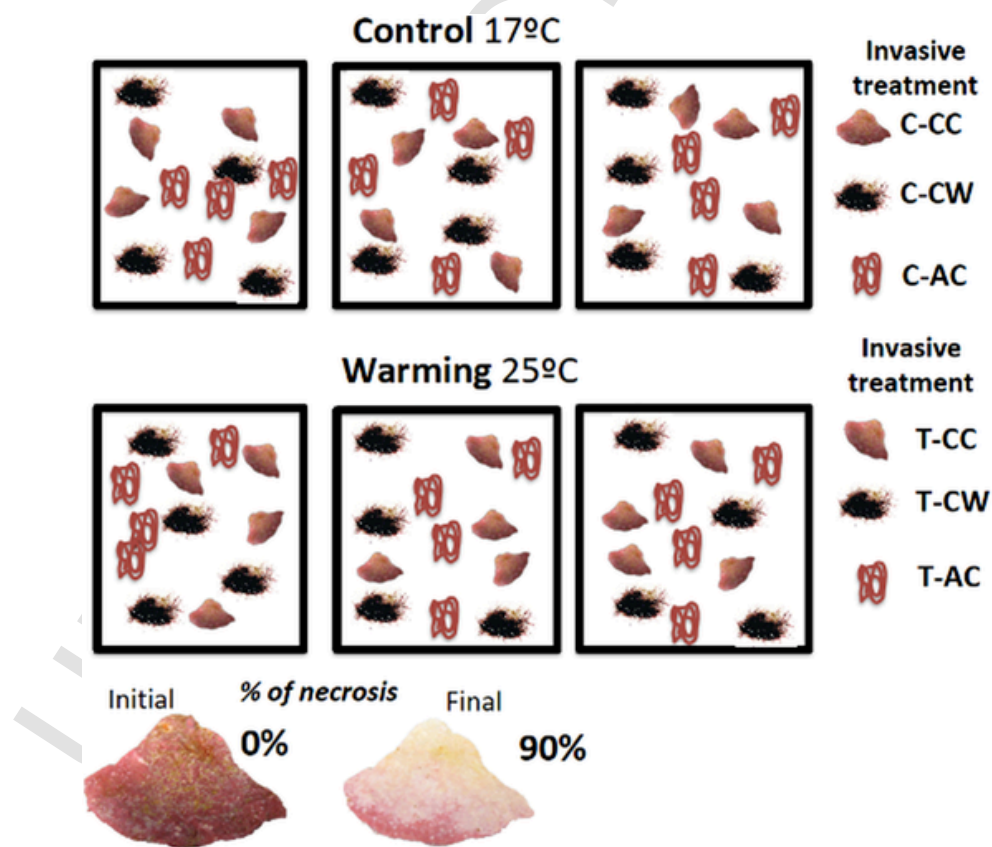 Control 17ºC
Invasive
treatment
C-CC
C-CW
C-AC
Warming 25ºC
Invasive
treatment
T-CC
T-CW
T-AC
Initial
% of necrosis
Final
0%
90%